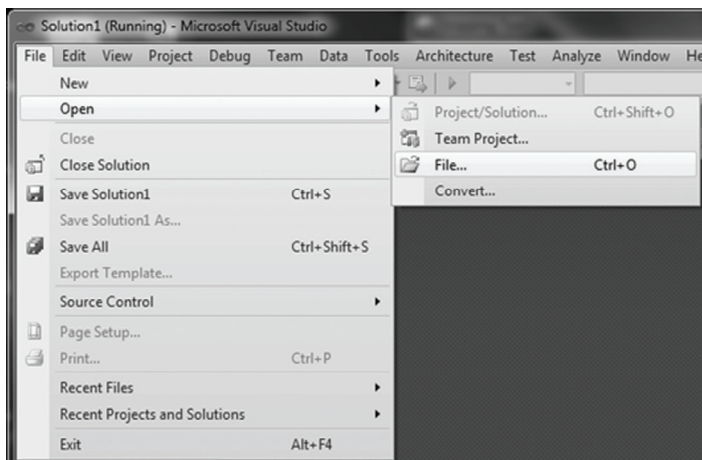 Solution1 (Running) - Microsoft Visual Studio
File Edit View Project Debug Team Data Tools Architecture Test Analyze Window He
New
Open
Project/Solution... Ctrl+Shift+O
Close
Team Project...
Close Solution
File... Ctrl+O
Save Solution1 Ctrl+S
Convert...
Save Solution1 As...
Save All Ctrl+Shift+S
Export Template...
Source Control
Page Setup...
Print... Ctrl+P
Recent Files
Recent Projects and Solutions
Exit Alt+F4